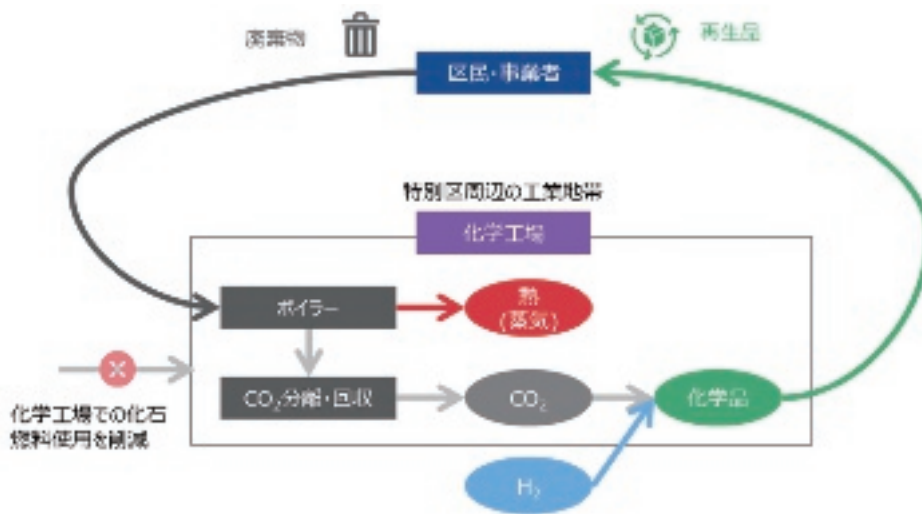 廃棄物
再生品
区民・事業者
特別区周辺の工業地帯
化学工場
ボイラー
熱
(蒸気)
CO₂分離・回収
CO₂
化学品
化学工場での化石
燃料使用を削減
H₂